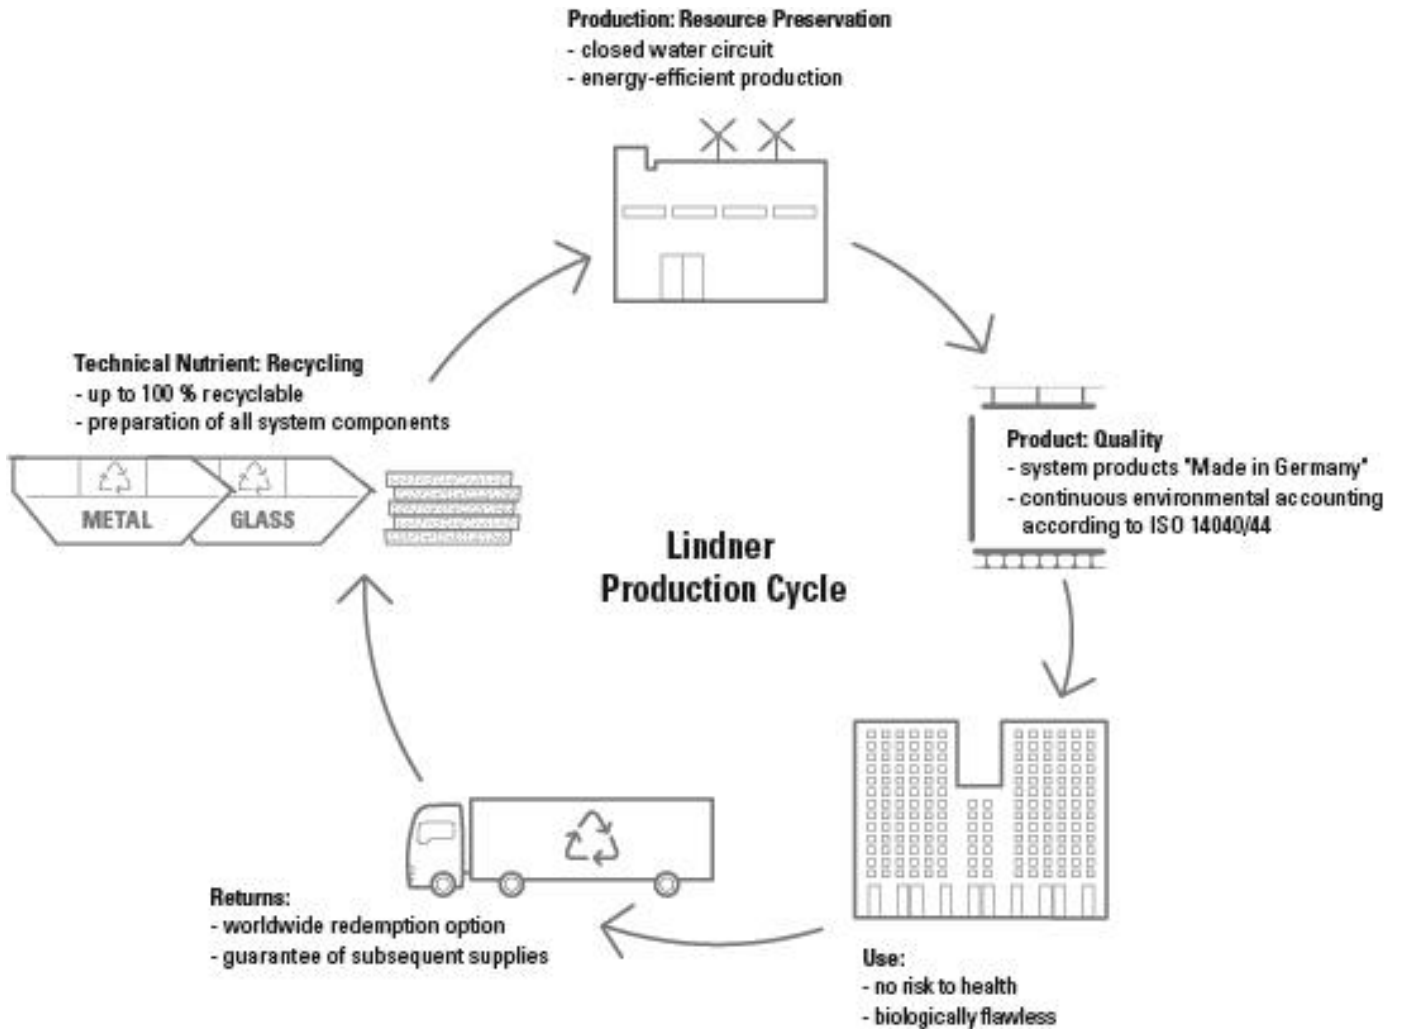 Production: Resource Preservation
- closed water circuit
- energy-efficient production
Technical Nutrient: Recycling
- up to 100 % recyclable
- preparation of all system components
METAL
GLASS
Product: Quality
- system products "Made in Germany"
- continuous environmental accounting
according to ISO 14040/44
Lindner
Production Cycle
Returns:
- worldwide redemption option
- guarantee of subsequent supplies
Use:
- no risk to health
- biologically flawless